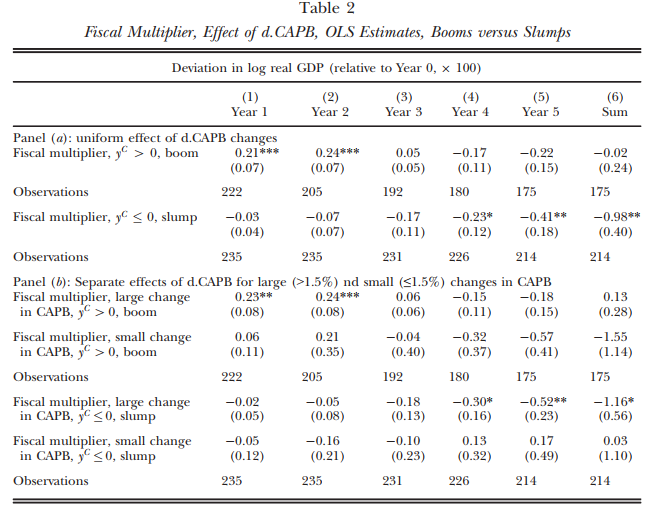 Table 2
Fiscal Multiplier, Effect of d.CAPB, OLS Estimates, Booms versus Slumps
Deviation in log real GDP (relative to Year 0, × 100)
(1) (2) (3) (4) (5) (6)
Year 1 Year 2 Year 3 Year 4 Year 5 Sum
Panel (a): uniform effect of d.CAPB changes
Fiscal multiplier, y^C > 0, boom 0.21*** 0.24*** 0.05 −0.17 −0.22 −0.02
(0.07) (0.07) (0.05) (0.11) (0.15) (0.24)
Observations 222 205 192 180 175 175
Fiscal multiplier, y^C ≤ 0, slump −0.03 −0.07 −0.17 −0.23* −0.41** −0.98**
(0.04) (0.07) (0.11) (0.12) (0.18) (0.40)
Observations 235 235 231 226 214 214
Panel (b): Separate effects of d.CAPB for large (>1.5%) nd small (≤1.5%) changes in CAPB
Fiscal multiplier, large change 0.23** 0.24*** 0.06 −0.15 −0.18 0.13
in CAPB, y^C > 0, boom (0.08) (0.08) (0.06) (0.11) (0.15) (0.28)
Fiscal multiplier, small change 0.06 0.21 −0.04 −0.32 −0.57 −1.55
in CAPB, y^C > 0, boom (0.11) (0.35) (0.40) (0.37) (0.41) (1.14)
Observations 222 205 192 180 175 175
Fiscal multiplier, large change −0.02 −0.05 −0.18 −0.30* −0.52** −1.16*
in CAPB, y^C ≤ 0, slump (0.05) (0.08) (0.13) (0.16) (0.23) (0.56)
Fiscal multiplier, small change −0.05 −0.16 −0.10 0.13 0.17 0.03
in CAPB, y^C ≤ 0, slump (0.12) (0.21) (0.23) (0.32) (0.49) (1.10)
Observations 235 235 231 226 214 214